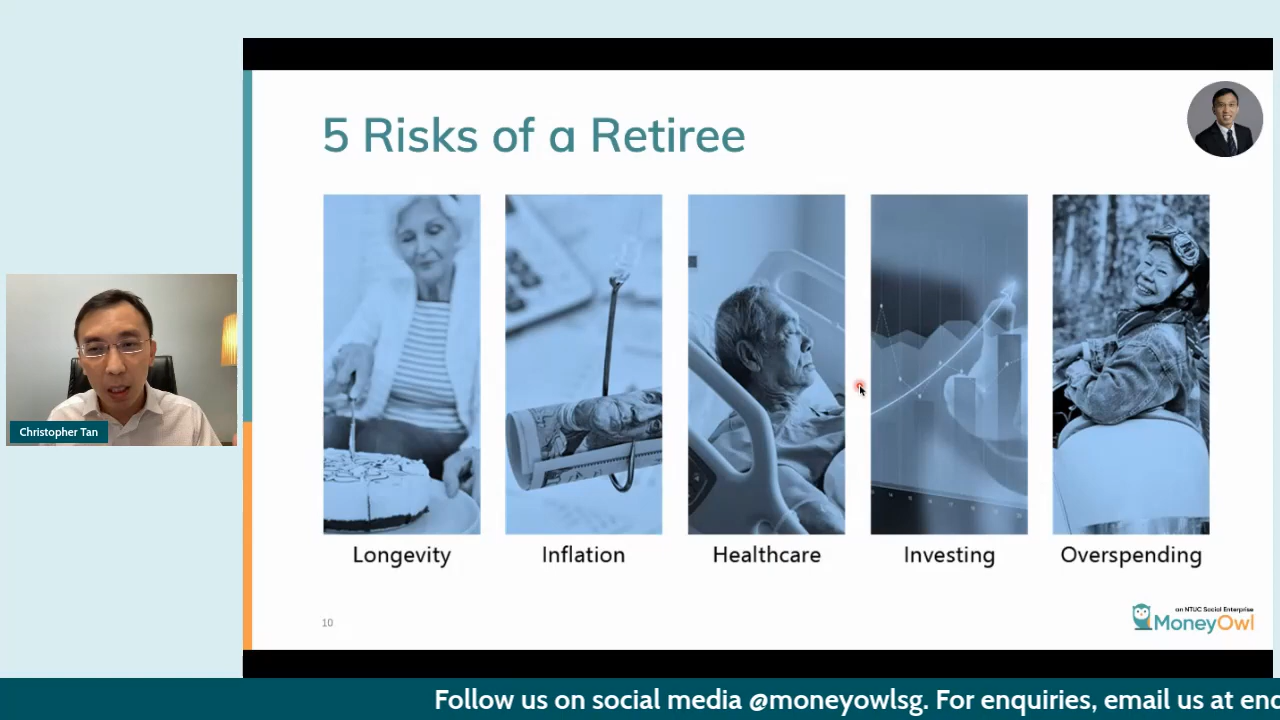 5 Risks of a Retiree
Christopher Tan
Longevity
Inflation
Healthcare
Investing
Overspending
10
an NTUC Social Enterprise
MoneyOwl
Follow us on social media @moneyowlsg. For enquiries, email us at enq